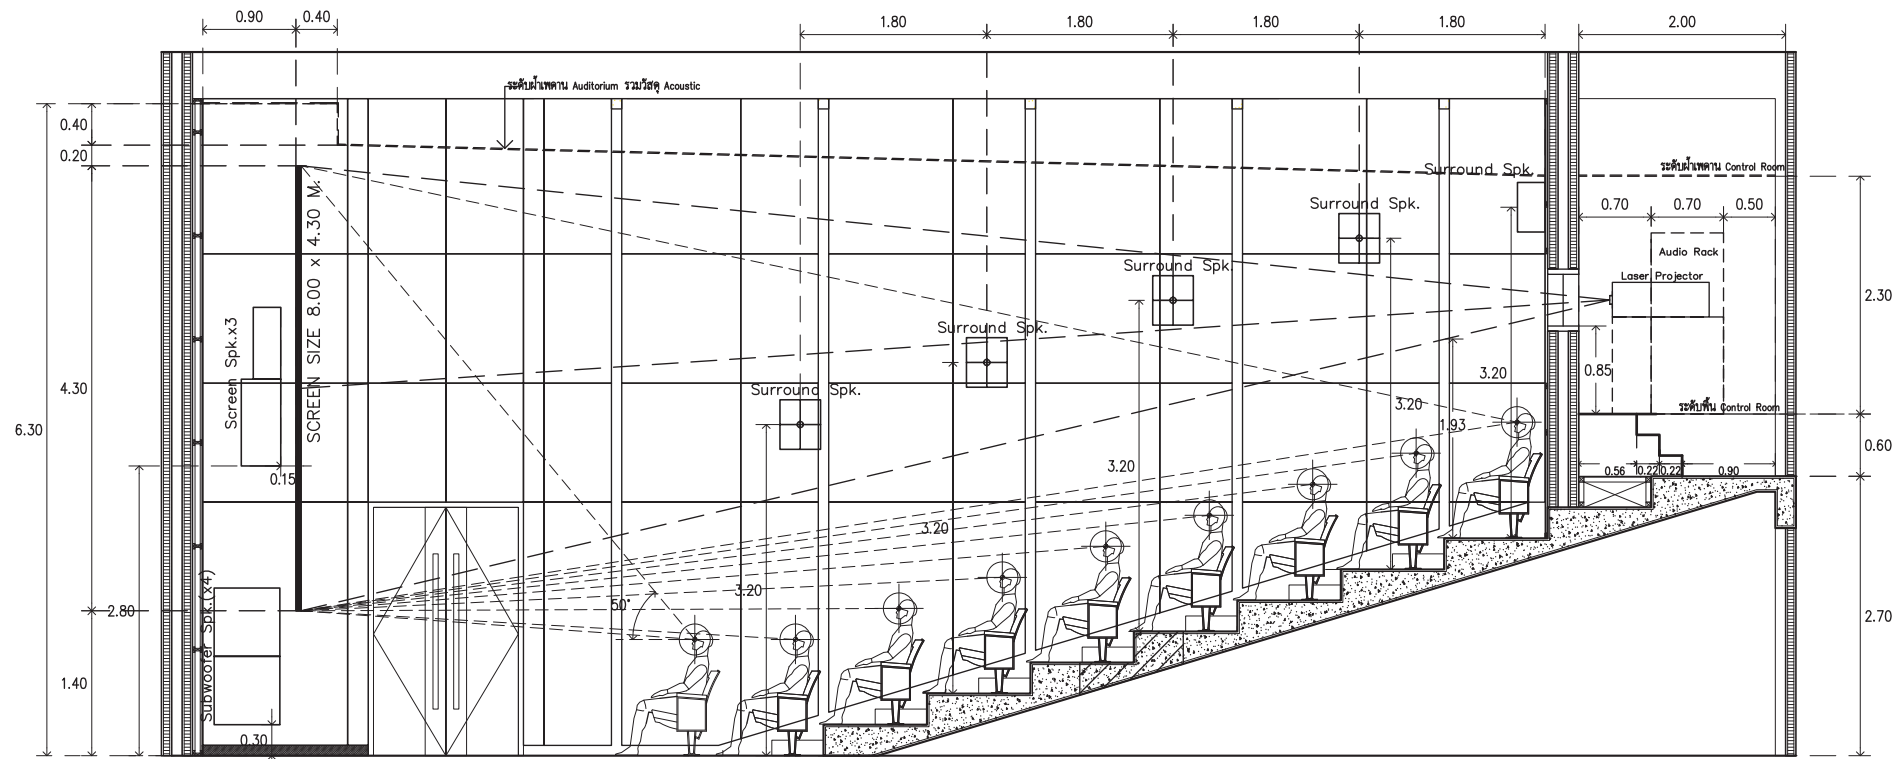 0.90
0.40
1.80
1.80
1.80
1.80
2.00
ระดับฝ้าเพดาน Auditorium รวมวัสดุ Acoustic
0.40
0.20
Surround Spk.
ระดับฝ้าเพดาน Control Room
SCREEN SIZE 8.00 x 4.30 M.
Surround Spk.
0.70
0.70
0.50
Audio Rack
Surround Spk.
Laser Projector
2.30
Screen Spk.x3
Surround Spk.
4.30
Surround Spk.
3.20
0.85
3.20
ระดับพื้น Control Room
1.93
6.30
0.60
3.20
0.15
0.56
0.22
0.22
0.90
3.20
Subwoofer Spk.(x4)
2.80
50°
3.20
2.70
1.40
0.30